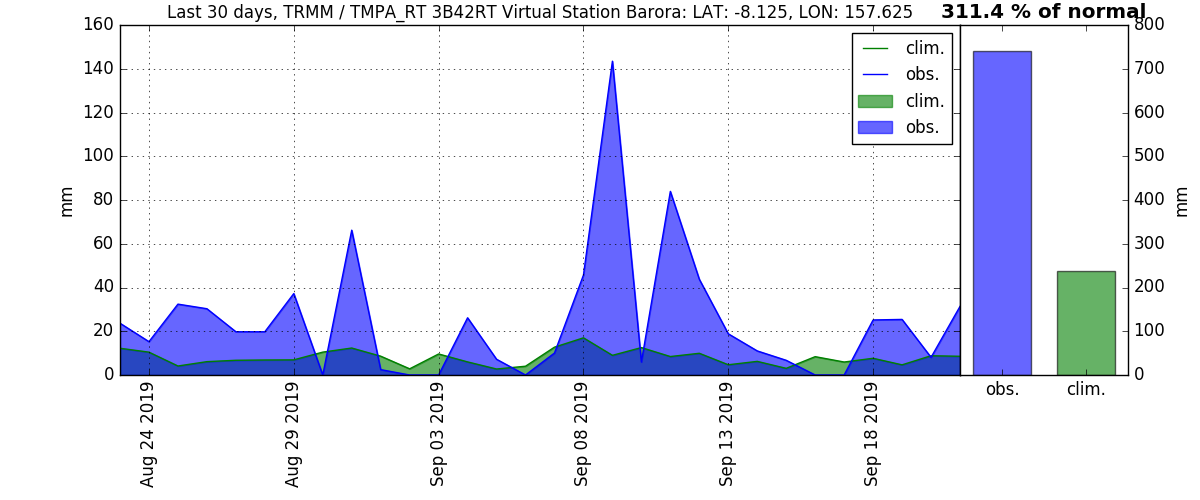 Last 30 days, TRMM / TMPA_RT 3B42RT Virtual Station Barora: LAT: -8.125, LON: 157.625
311.4 % of normal
160
140
120
100
80
60
40
20
0
mm
clim.
obs.
clim.
obs.
800
700
600
500
400
300
200
100
0
mm
Aug 24 2019
Aug 29 2019
Sep 03 2019
Sep 08 2019
Sep 13 2019
Sep 18 2019
obs.
clim.